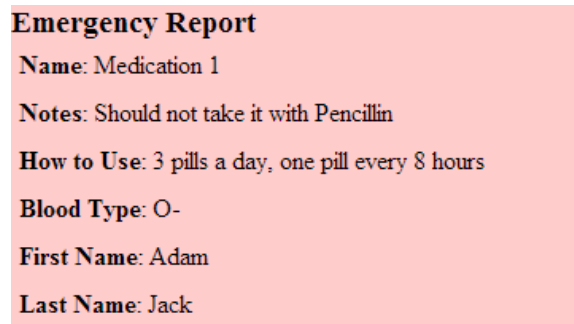 Emergency Report
Name: Medication 1
Notes: Should not take it with Pencillin
How to Use: 3 pills a day, one pill every 8 hours
Blood Type: O-
First Name: Adam
Last Name: Jack